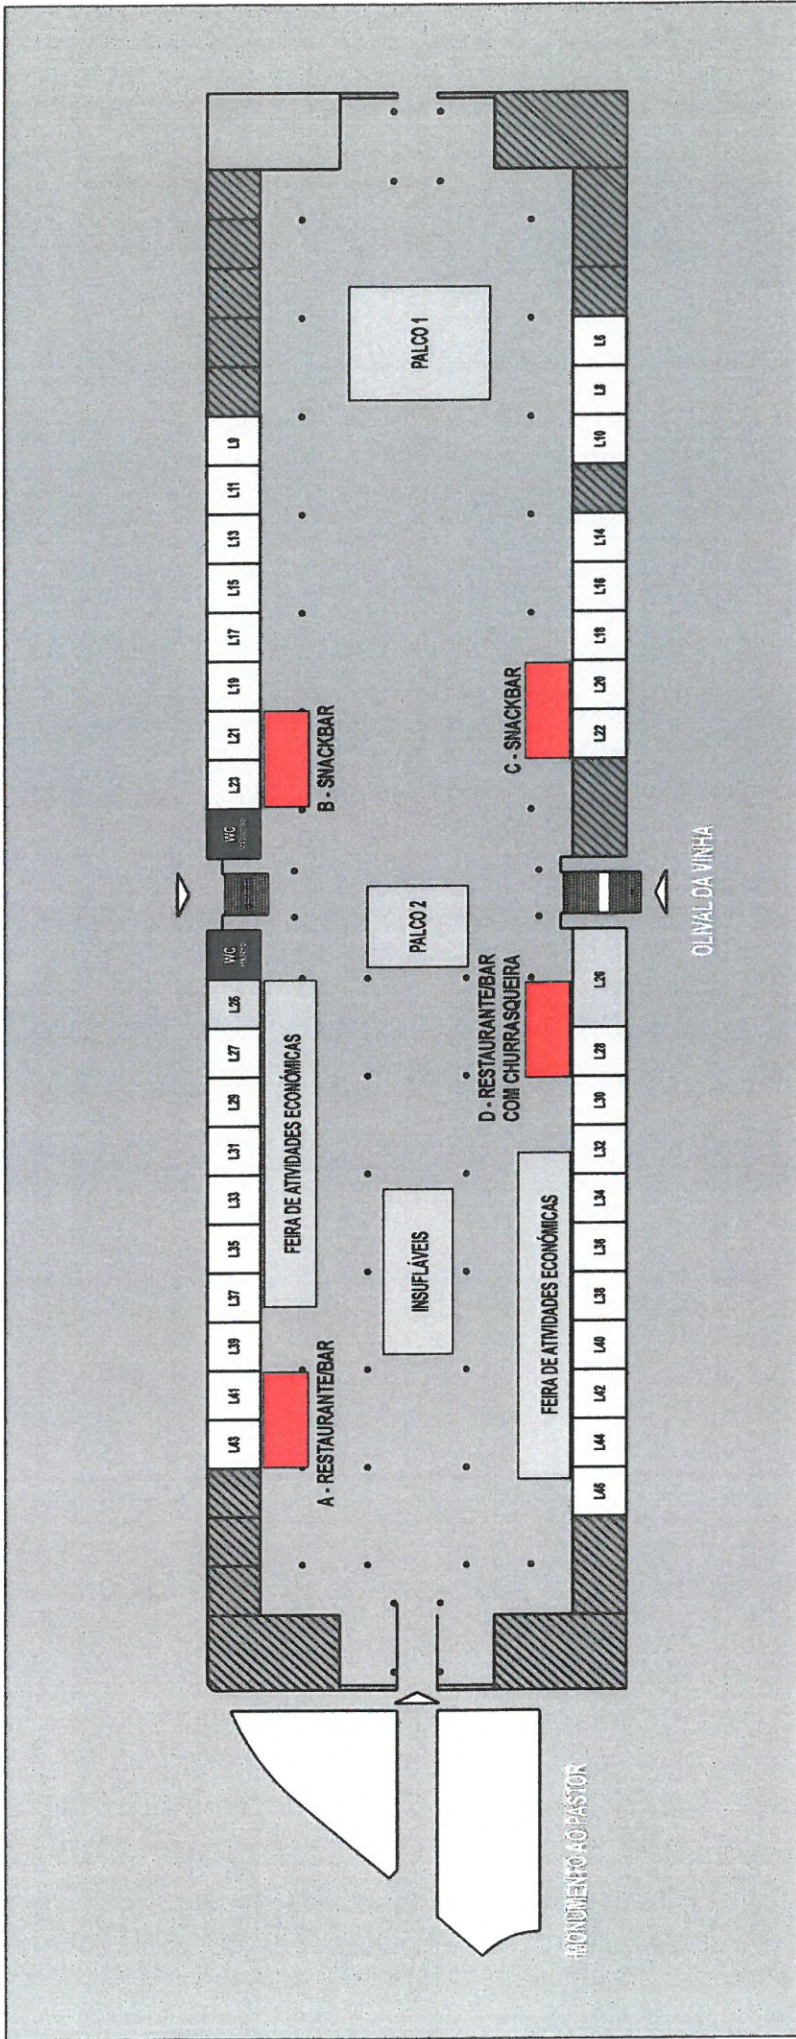 L43 L41 L39 L37 L35 L33 L31 L29 L27 L25 WC WC L23 L21 L19 L17 L15 L13 L11 L9
FEIRA DE ATIVIDADES ECONÓMICAS
A - RESTAURANTE/BAR
B - SNACKBAR
INSUFLÁVEIS
PALCO 2
PALCO 1
D - RESTAURANTE/BAR
COM CHURRASQUEIRA
C - SNACKBAR
FEIRA DE ATIVIDADES ECONÓMICAS
L46 L44 L42 L40 L38 L36 L34 L32 L30 L28 L26 L22 L20 L18 L16 L14 L10 L8 L6
MONUMENTO AO PASTOR
OLIVAL DA VINHA